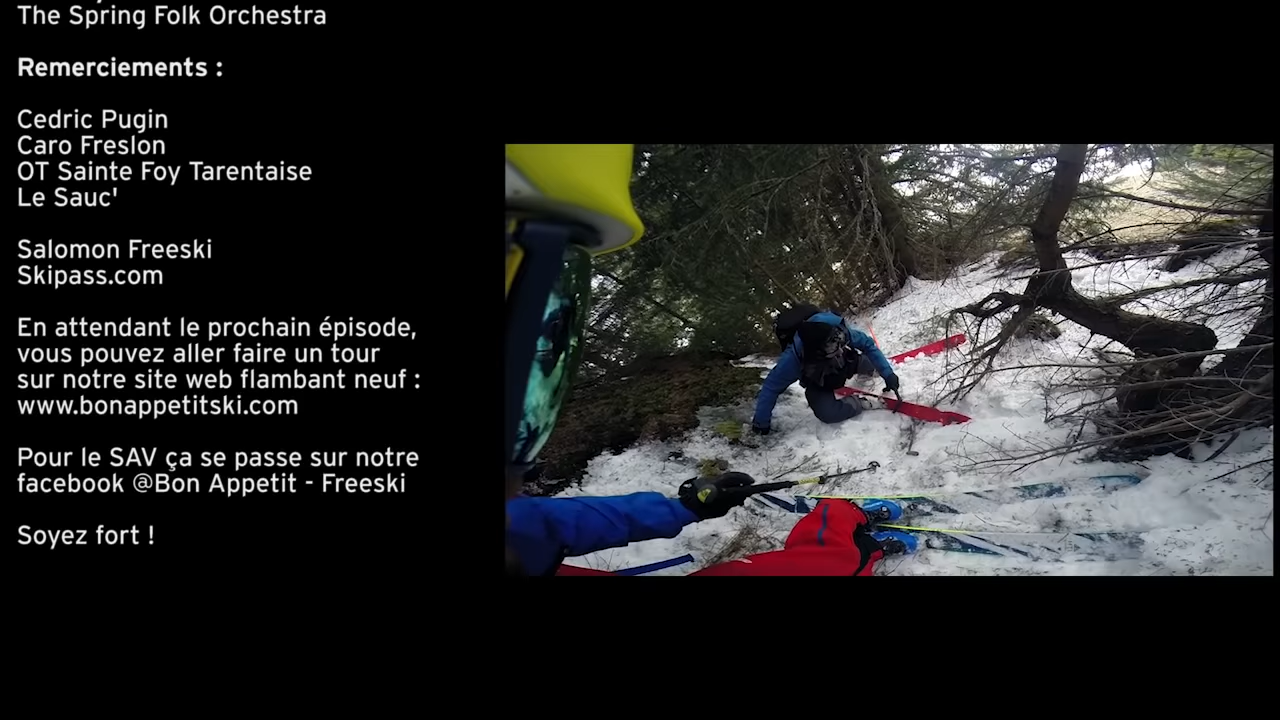 The Spring Folk Orchestra
Remerciements :
Cedric Pugin
Caro Freslon
OT Sainte Foy Tarentaise
Le Sauc'
Salomon Freeski
Skipass.com
En attendant le prochain épisode,
vous pouvez aller faire un tour
sur notre site web flambant neuf :
www.bonappetitski.com
Pour le SAV ça se passe sur notre
facebook @Bon Appetit - Freeski
Soyez fort !